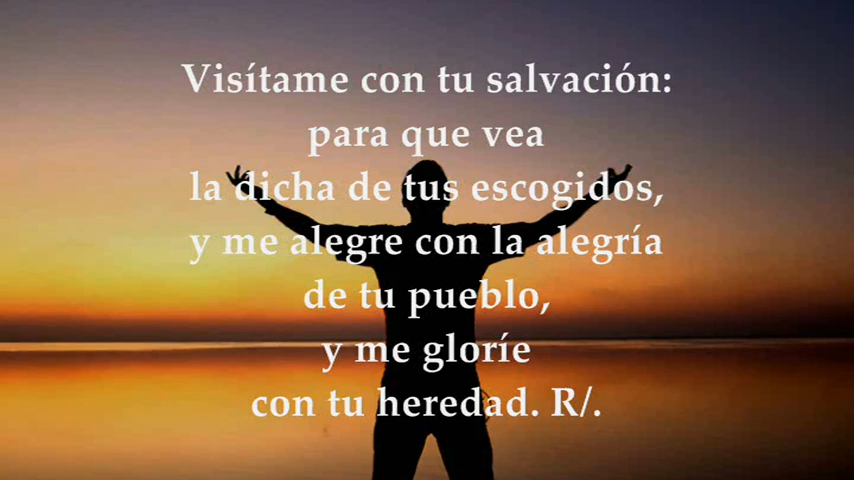 Visítame con tu salvación:
para que vea
la dicha de tus escogidos,
y me alegre con la alegría
de tu pueblo,
y me gloríe
con tu heredad. R/.